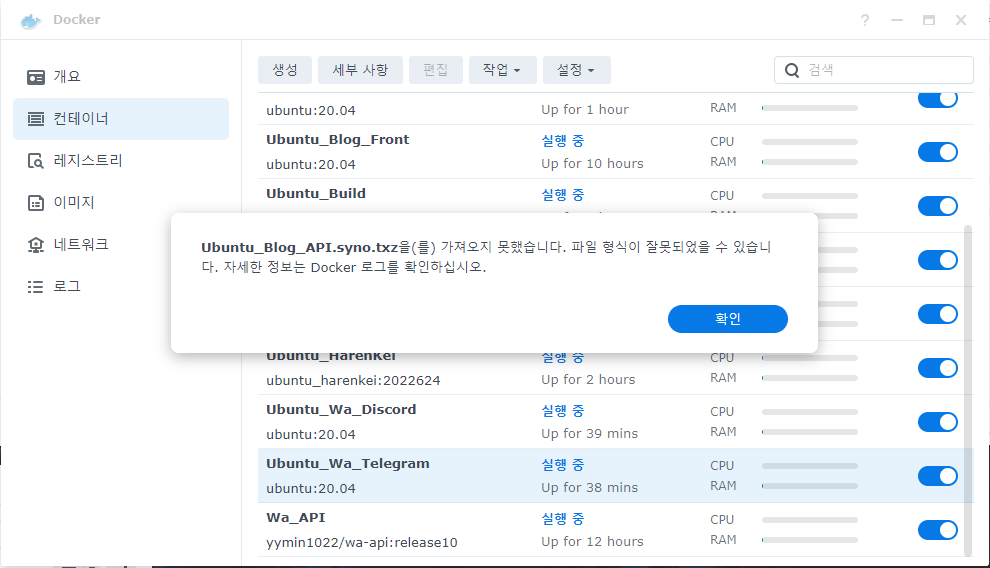 Docker
개요
컨테이너
레지스트리
이미지
네트워크
로그
생성
세부 사항
편집
작업
설정
검색
ubuntu:20.04
Up for 1 hour
RAM
Ubuntu_Blog_Front
실행 중
CPU
ubuntu:20.04
Up for 10 hours
RAM
Ubuntu_Build
실행 중
CPU
Ubuntu_Blog_API.syno.txz을(를) 가져오지 못했습니다. 파일 형식이 잘못되었을 수 있습니
다. 자세한 정보는 Docker 로그를 확인하십시오.
확인
Ubuntu_HarenKei
실행 중
CPU
ubuntu_harenkei:2022624
Up for 2 hours
RAM
Ubuntu_Wa_Discord
실행 중
CPU
ubuntu:20.04
Up for 39 mins
RAM
Ubuntu_Wa_Telegram
실행 중
CPU
ubuntu:20.04
Up for 38 mins
RAM
Wa_API
실행 중
CPU
yymin1022/wa-api:release10
Up for 12 hours
RAM